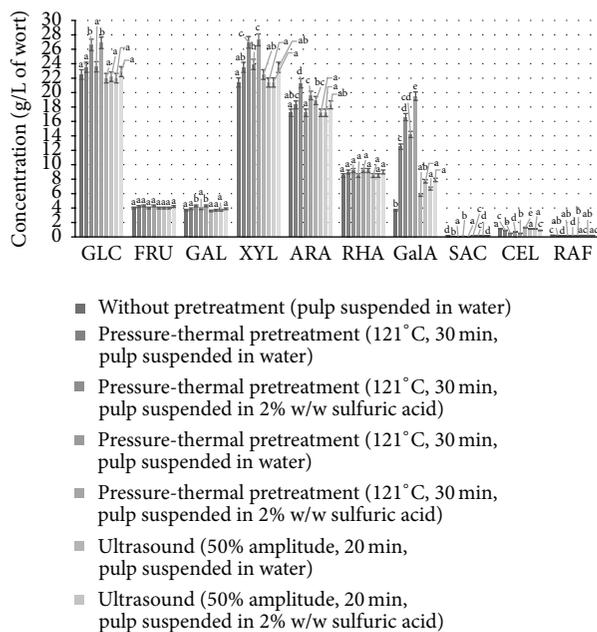 Concentration (g/L of wort)
30
28
26
24
22
20
18
16
14
12
10
8
6
4
2
0
GLC FRU GAL XYL ARA RHA GalA SAC CEL RAF
Without pretreatment (pulp suspended in water)
Pressure-thermal pretreatment (121°C, 30 min,
pulp suspended in water)
Pressure-thermal pretreatment (121°C, 30 min,
pulp suspended in 2% w/w sulfuric acid)
Pressure-thermal pretreatment (121°C, 30 min,
pulp suspended in water)
Pressure-thermal pretreatment (121°C, 30 min,
pulp suspended in 2% w/w sulfuric acid)
Ultrasound (50% amplitude, 20 min,
pulp suspended in water)
Ultrasound (50% amplitude, 20 min,
pulp suspended in 2% w/w sulfuric acid)